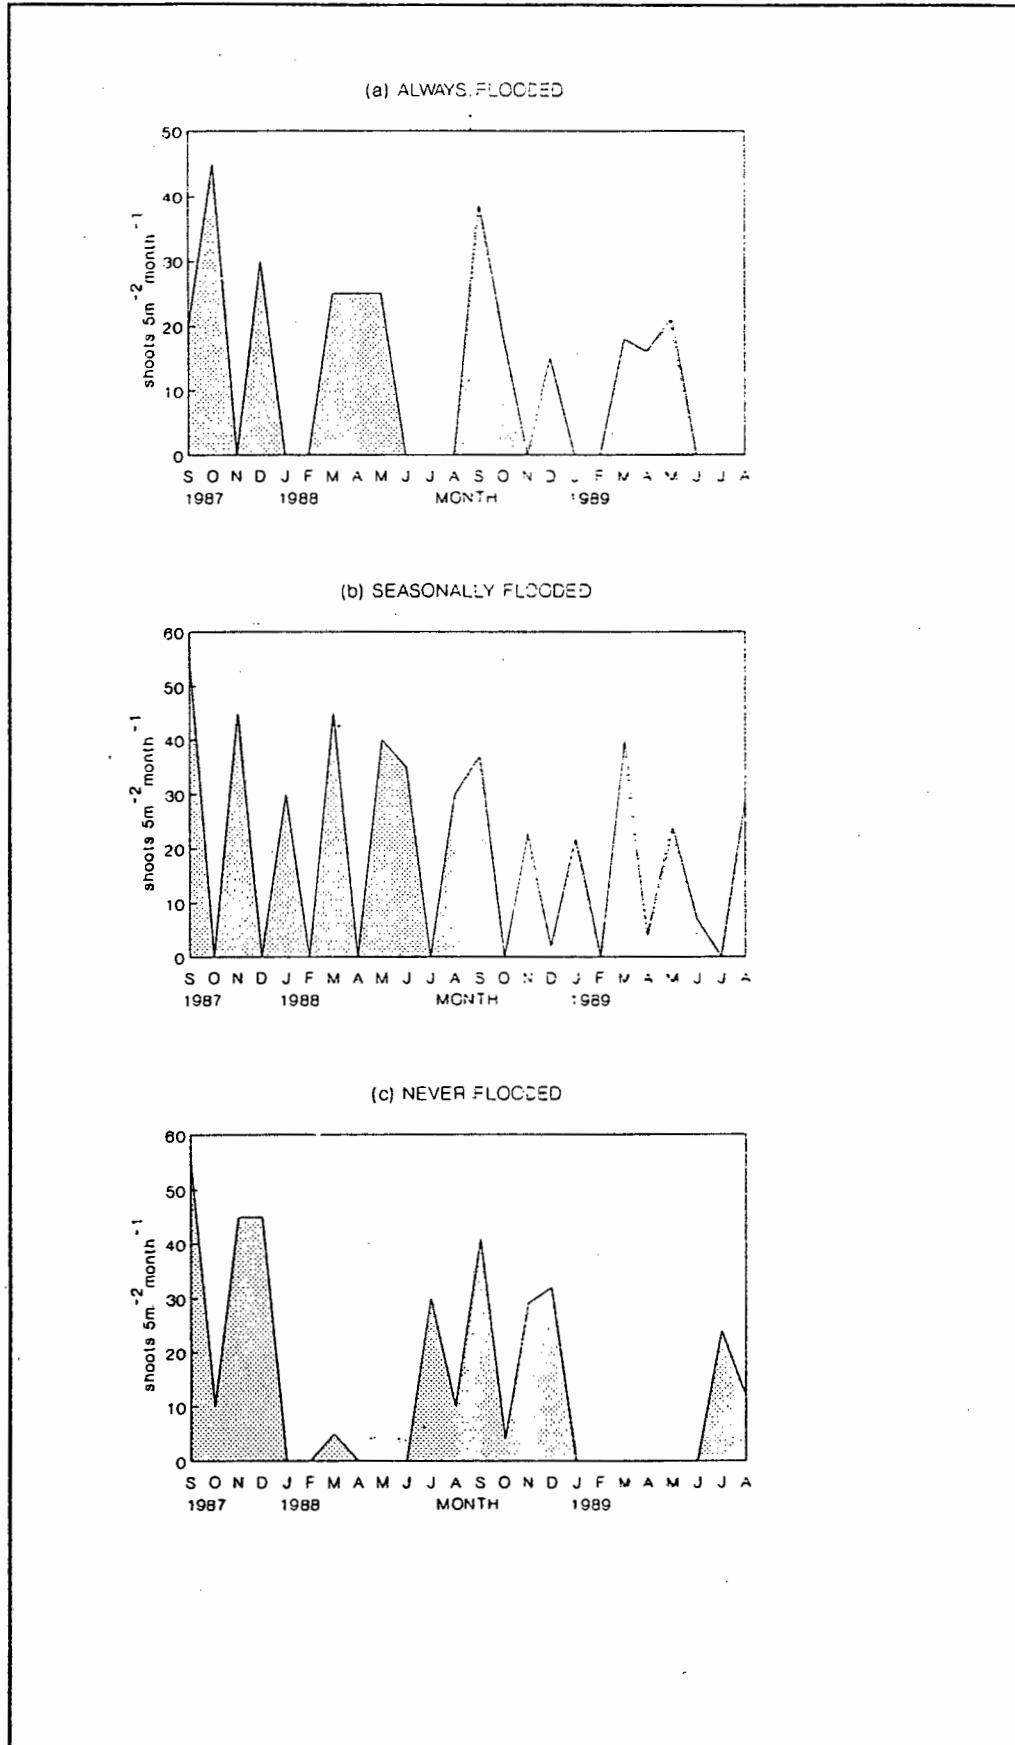 (a) ALWAYS FLOODED
50
40
30
20
10
0
shoots 5m⁻² month⁻¹
S O N D J F M A M J J A S O N D J F M A M J J A
1987 1988 MONTH 1989
(b) SEASONALLY FLOODED
60
50
40
30
20
10
0
shoots 5m⁻² month⁻¹
S O N D J F M A M J J A S O N D J F M A M J J A
1987 1988 MONTH 1989
(c) NEVER FLOODED
60
50
40
30
20
10
0
shoots 5m⁻² month⁻¹
S O N D J F M A M J J A S O N D J F M A M J J A
1987 1988 MONTH 1989